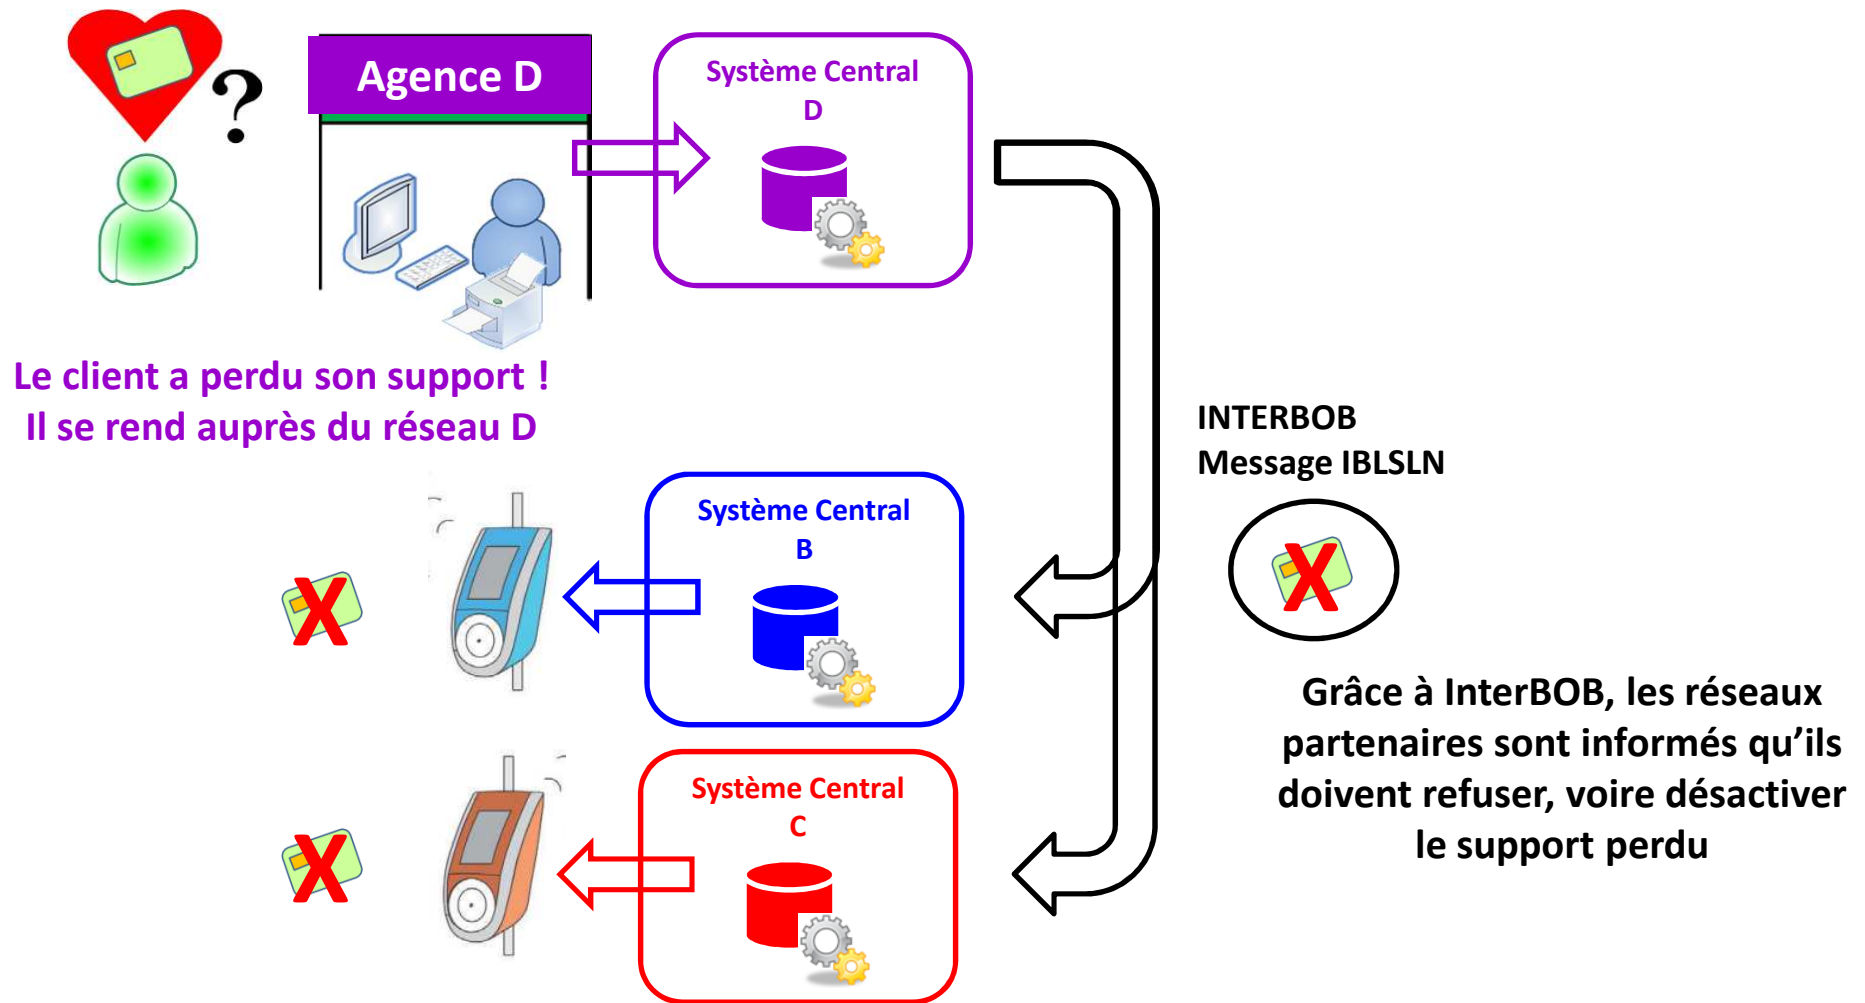 Agence D
Système Central
D
Le client a perdu son support !
Il se rend auprès du réseau D
INTERBOB
Message IBLSLN
Système Central
B
Grâce à InterBOB, les réseaux
partenaires sont informés qu’ils
doivent refuser, voire désactiver
le support perdu
Système Central
C